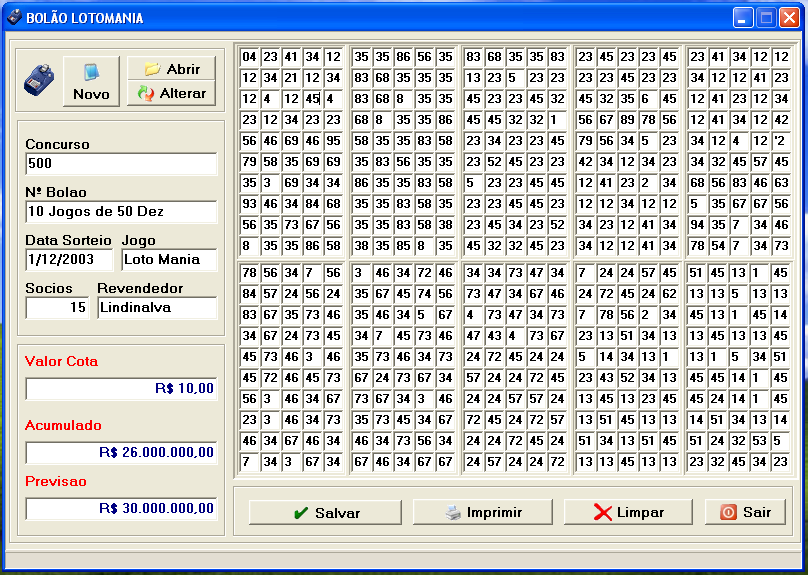 BOLÃO LOTOMANIA
Novo
Abrir
Alterar
Concurso
500
Nº Bolao
10 Jogos de 50 Dez
Data Sorteio Jogo
1/12/2003 Loto Mania
Socios Revendedor
15 Lindinalva
Valor Cota
R$ 10,00
Acumulado
R$ 26.000.000,00
Previsao
R$ 30.000.000,00
04 23 41 34 12 35 35 86 56 35 83 68 35 35 83 23 45 23 23 45 23 41 34 12 12
12 34 21 12 34 83 68 35 35 35 13 23 5 23 23 23 23 45 23 23 34 12 12 41 23
12 4 12 45 4 83 68 8 35 35 45 23 23 45 32 45 32 35 6 45 12 41 23 12 34
23 12 34 23 23 68 8 35 35 86 45 32 32 32 1 56 67 89 78 56 12 41 34 12 42
56 46 69 46 95 58 35 35 83 58 23 34 23 23 45 79 56 34 5 23 34 12 4 12 '2
79 58 35 69 69 35 83 56 35 35 23 52 45 23 23 42 34 12 34 23 34 32 45 57 45
35 3 69 34 34 86 35 35 83 58 5 23 23 45 45 12 41 23 2 34 68 56 83 46 63
93 46 34 84 68 35 35 83 58 35 23 23 45 45 23 12 12 34 12 12 5 35 67 67 56
56 35 73 67 56 35 35 83 58 35 23 45 34 23 52 34 23 12 41 34 94 35 7 34 46
8 35 35 86 58 38 35 85 8 35 45 32 32 45 23 34 12 12 41 34 78 54 7 34 73
78 56 34 7 56 3 46 34 72 46 34 34 73 47 34 7 24 24 57 45 51 45 13 1 45
84 57 24 56 24 35 67 45 74 56 73 47 34 67 46 24 72 45 24 62 13 13 5 13 13
83 67 35 73 46 35 46 34 5 67 4 73 47 34 73 7 78 56 2 34 45 13 1 45 14
34 67 24 73 45 34 7 45 73 46 47 43 4 73 67 23 13 51 34 13 13 45 13 45 45
45 73 46 3 46 35 73 46 34 73 24 72 45 24 24 5 14 34 13 1 13 1 5 34 51
45 72 46 45 73 67 24 73 67 34 57 24 24 72 45 23 43 52 34 13 45 45 14 1 45
56 3 46 34 67 73 67 34 3 46 24 24 57 57 24 13 45 13 13 23 45 24 14 1 45
23 3 46 34 73 35 73 45 34 67 72 45 24 72 57 13 51 45 13 13 14 51 34 13 14
46 34 67 46 34 46 34 73 56 34 24 24 72 45 24 51 34 13 51 45 51 24 32 53 5
7 34 3 67 34 67 46 34 67 67 24 57 24 24 72 13 13 45 13 13 23 32 45 34 23
Salvar Imprimir Limpar Sair